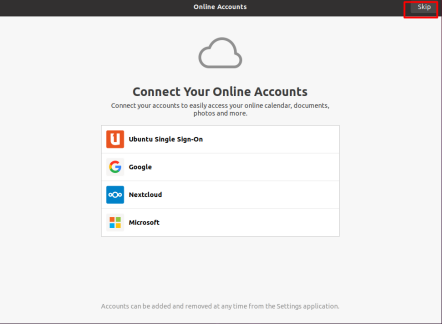 Online Accounts
Skip
Connect Your Online Accounts
Connect your accounts to easily access your online calendar, documents,
photos and more.
Ubuntu Single Sign-On
Google
Nextcloud
Microsoft
Accounts can be added and removed at any time from the Settings application.